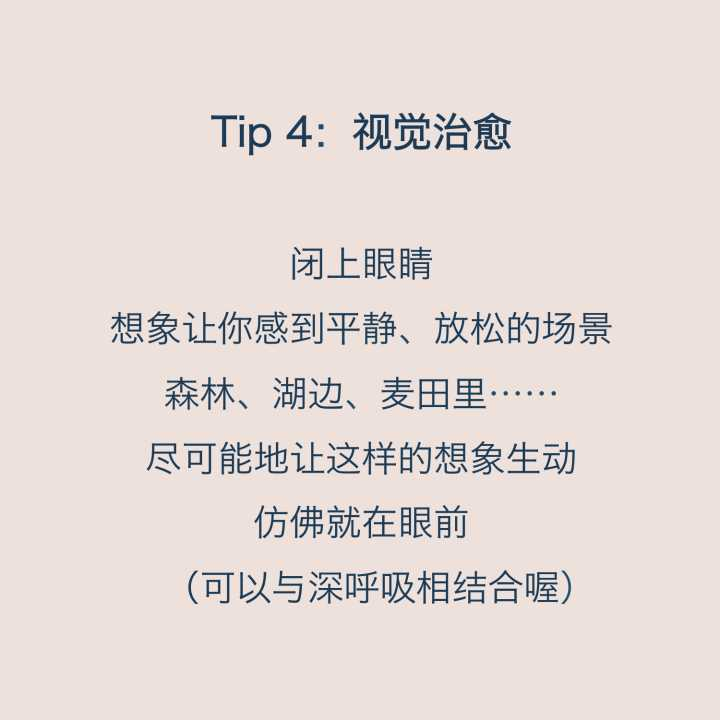 Tip 4：视觉治愈
闭上眼睛
想象让你感到平静、放松的场景
森林、湖边、麦田里……
尽可能地让这样的想象生动
仿佛就在眼前
（可以与深呼吸相结合喔）